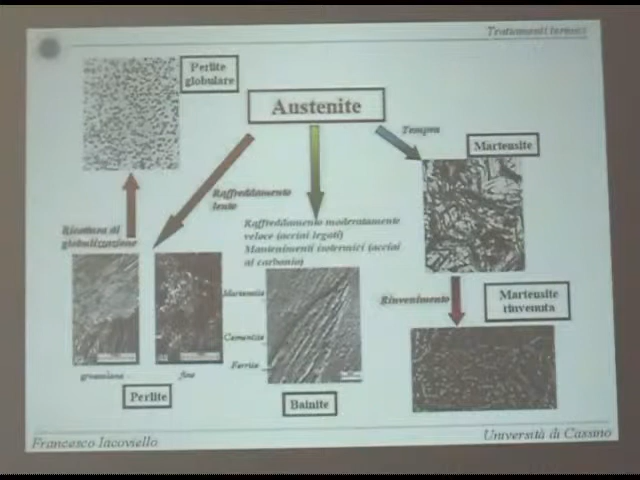 Trattamenti termici
Perlite
globulare
Austenite
Tempra
Martensite
Raffreddamento
lento
Ricottura di
globulizzazione
Raffreddamento moderatamente
veloce (acciai legati)
Mantenimenti isotermici (acciai
al carbonio)
Rinvenimento
Martensite
rinvenuta
Martensite
Cementite
Ferrite
grossolana
fine
Perlite
Bainite
Francesco Iacoviello
Università di Cassino